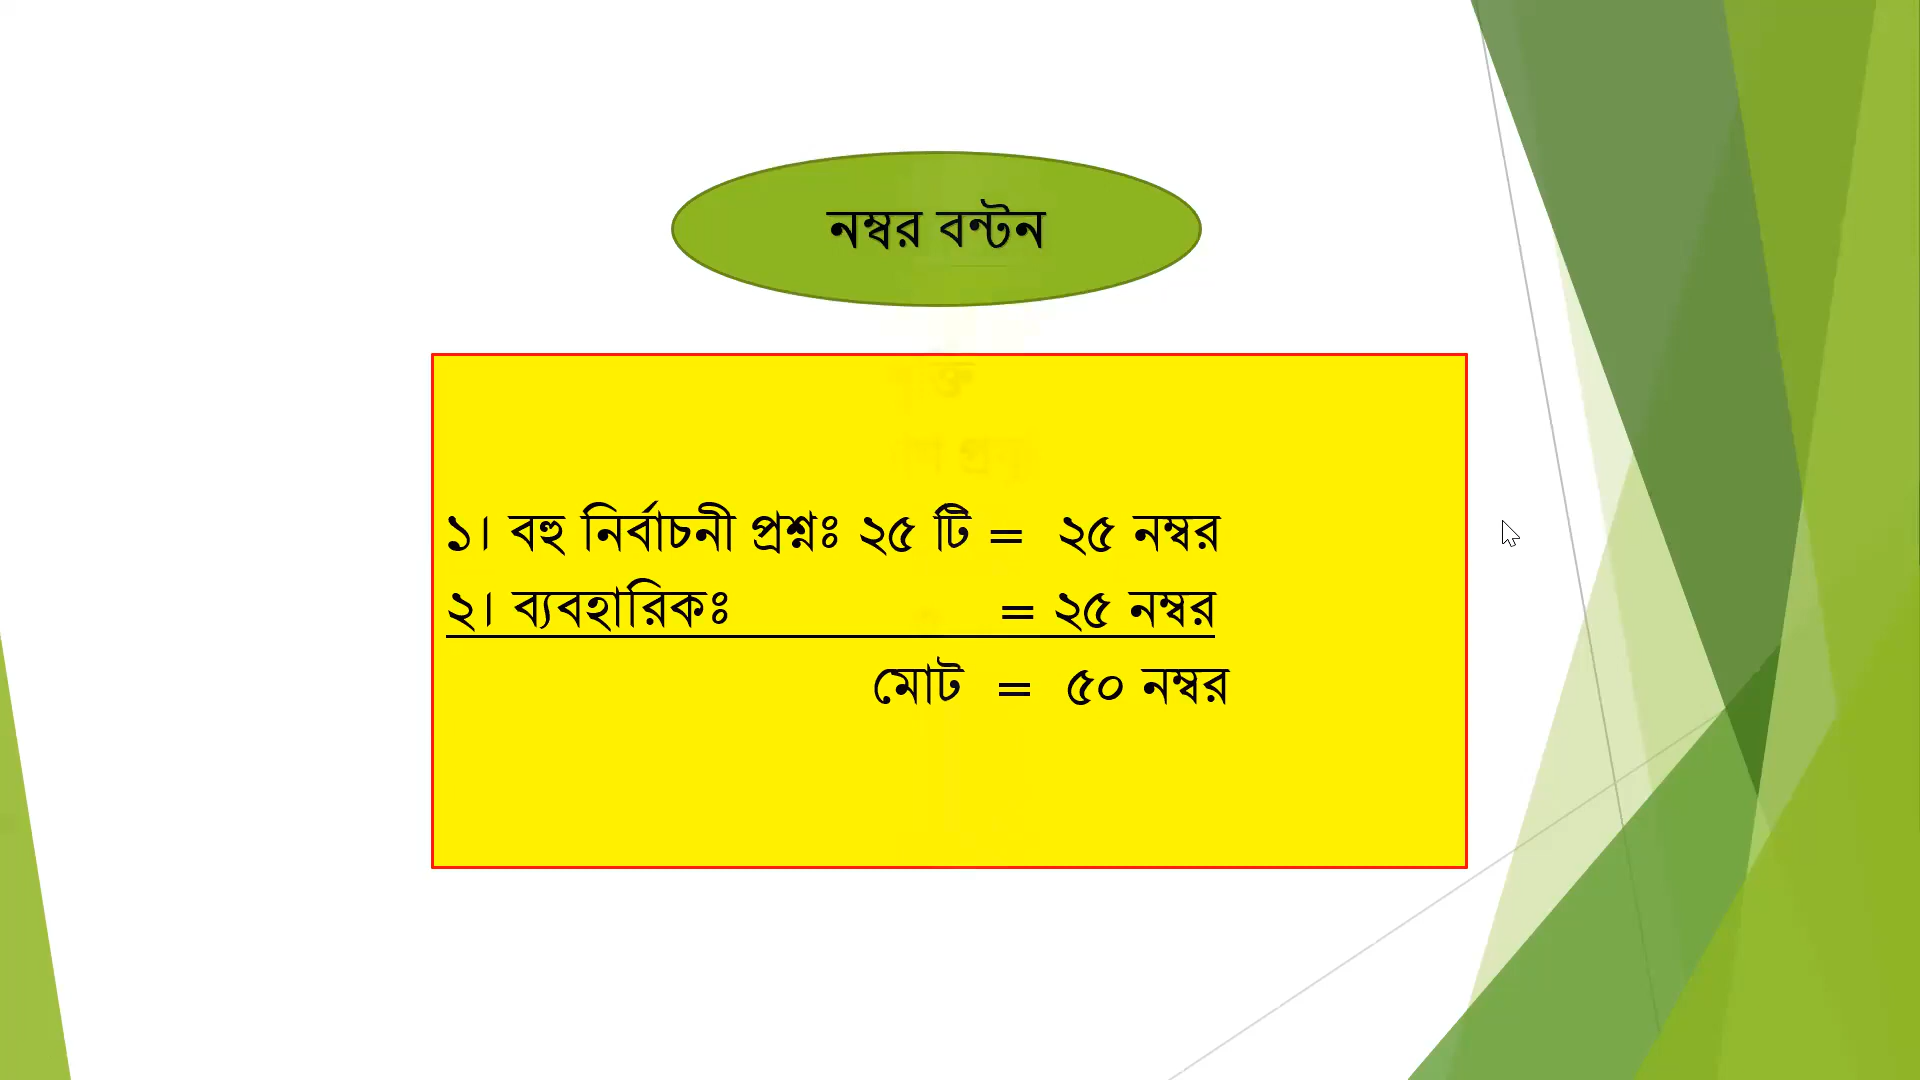 নম্বর বন্টন
১। বহু নির্বাচনী প্রশ্নঃ ২৫ টি = ২৫ নম্বর
২। ব্যবহারিকঃ = ২৫ নম্বর
মোট = ৫০ নম্বর